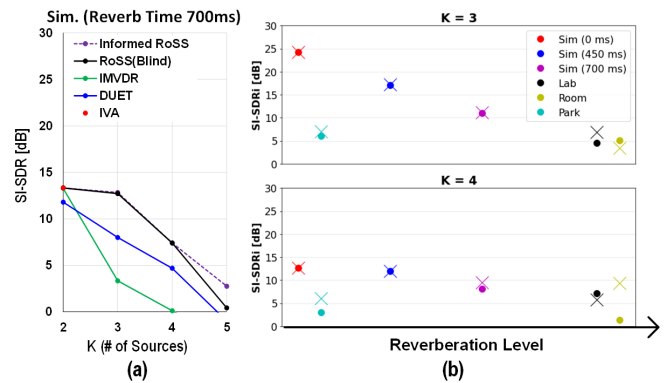 Sim. (Reverb Time 700ms)
30
25
20
15
10
5
0
SI-SDR [dB]
Informed RoSS
RoSS(Blind)
IMVDR
DUET
IVA
2 3 4 5
K (# of Sources)
(a)
K = 3
30
25
20
15
10
5
0
SI-SDRi [dB]
Sim (0 ms)
Sim (450 ms)
Sim (700 ms)
Lab
Room
Park
K = 4
30
25
20
15
10
5
0
SI-SDRi [dB]
Reverberation Level
(b)